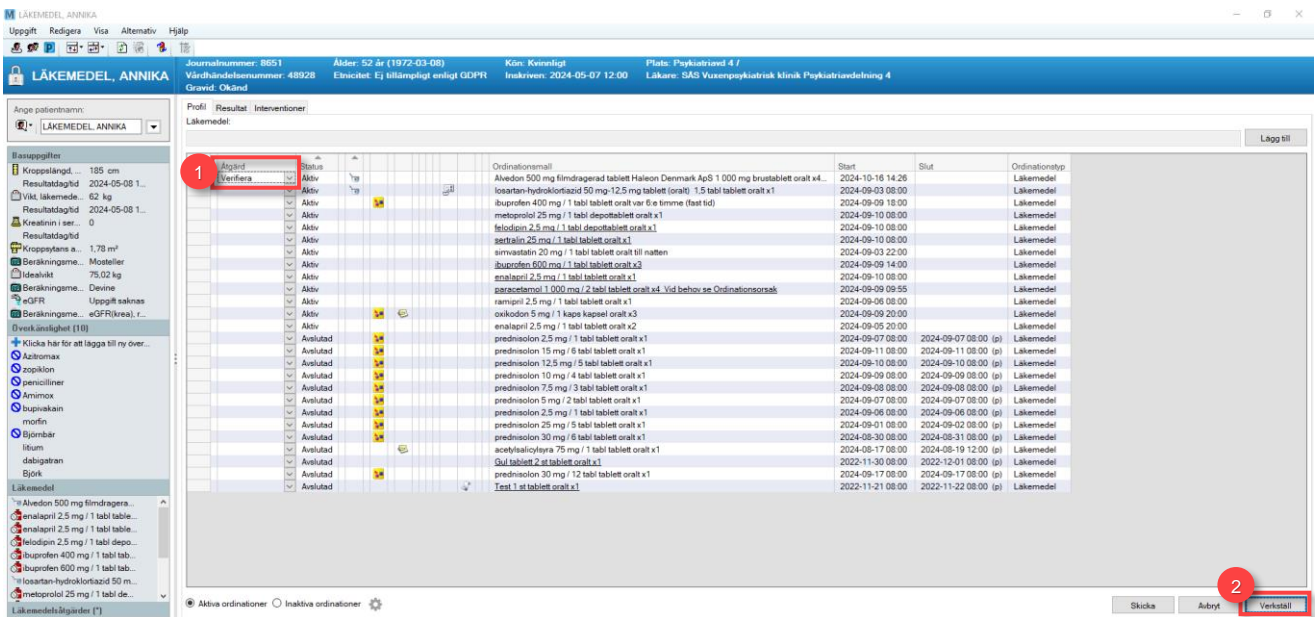 LÄKEMEDEL, ANNIKA
Uppgift Redigera Visa Alternativ Hjälp
LÄKEMEDEL, ANNIKA
Journalnummer: 8651 Ålder: 52 år (1972-03-08) Kön: Kvinnligt Plats: Psykiatriavd 4 /
Vårdhändelsenummer: 48928 Etnicitet: Ej tillämpligt enligt GDPR Inskriven: 2024-05-07 12:00 Läkare: SÄS Vuxenpsykiatrisk klinik Psykiatriavdelning 4
Gravid: Okänd
Ange patientnamn:
LÄKEMEDEL, ANNIKA
Basuppgifter
Kroppslängd, ... 185 cm
Resultatdag/tid 2024-05-08 1...
Vikt, läkemede... 62 kg
Resultatdag/tid 2024-05-08 1...
Kreatinin i ser... 0
Resultatdag/tid
Kroppsytans a... 1,78 m²
Beräkningsme... Mosteller
Idealvikt 75,02 kg
Beräkningsme... Devine
eGFR Uppgift saknas
Beräkningsme... eGFR(krea), r...
Överkänslighet (10)
Klicka här för att lägga till ny över...
Azitromax
zopiklon
penicilliner
Amimox
bupivakain
morfin
Björnbär
litium
dabigatran
Björk
Läkemedel
Alvedon 500 mg filmdragera...
enalapril 2,5 mg / 1 tabl table...
enalapril 2,5 mg / 1 tabl table...
felodipin 2,5 mg / 1 tabl depo...
ibuprofen 400 mg / 1 tabl tab...
ibuprofen 600 mg / 1 tabl tab...
losartan-hydroklortiazid 50 m...
metoprolol 25 mg / 1 tabl de...
Läkemedelsåtgärder (*)
Profil Resultat Interventioner
Läkemedel:
Lägg till
1
Åtgärd Status Ordinationsmall Start Slut Ordinationstyp
Verifiera Aktiv Alvedon 500 mg filmdragerad tablett Haleon Denmark ApS 1 000 mg brustablett oralt x4... 2024-10-16 14:26 Läkemedel
Aktiv losartan-hydroklortiazid 50 mg-12,5 mg tablett (oralt) 1,5 tabl tablett oralt x1 2024-09-03 08:00 Läkemedel
Aktiv ibuprofen 400 mg / 1 tabl tablett oralt var 6:e timme (fast tid) 2024-09-09 18:00 Läkemedel
Aktiv metoprolol 25 mg / 1 tabl depottablett oralt x1 2024-09-10 08:00 Läkemedel
Aktiv felodipin 2,5 mg / 1 tabl depottablett oralt x1 2024-09-10 08:00 Läkemedel
Aktiv sertralin 25 mg / 1 tabl tablett oralt x1 2024-09-10 08:00 Läkemedel
Aktiv simvastatin 20 mg / 1 tabl tablett oralt till natten 2024-09-03 22:00 Läkemedel
Aktiv ibuprofen 600 mg / 1 tabl tablett oralt x3 2024-09-09 14:00 Läkemedel
Aktiv enalapril 2,5 mg / 1 tabl tablett oralt x1 2024-09-10 08:00 Läkemedel
Aktiv paracetamol 1 000 mg / 2 tabl tablett oralt x4 Vid behov se Ordinationsorsak 2024-09-09 09:55 Läkemedel
Aktiv ramipril 2,5 mg / 1 tabl tablett oralt x1 2024-09-06 08:00 Läkemedel
Aktiv oxikodon 5 mg / 1 kaps kapsel oralt x3 2024-09-09 20:00 Läkemedel
Aktiv enalapril 2,5 mg / 1 tabl tablett oralt x2 2024-09-05 20:00 Läkemedel
Avslutad prednisolon 2,5 mg / 1 tabl tablett oralt x1 2024-09-07 08:00 2024-09-07 08:00 (p) Läkemedel
Avslutad prednisolon 15 mg / 6 tabl tablett oralt x1 2024-09-11 08:00 2024-09-11 08:00 (p) Läkemedel
Avslutad prednisolon 12,5 mg / 5 tabl tablett oralt x1 2024-09-10 08:00 2024-09-10 08:00 (p) Läkemedel
Avslutad prednisolon 10 mg / 4 tabl tablett oralt x1 2024-09-09 08:00 2024-09-09 08:00 (p) Läkemedel
Avslutad prednisolon 7,5 mg / 3 tabl tablett oralt x1 2024-09-08 08:00 2024-09-08 08:00 (p) Läkemedel
Avslutad prednisolon 5 mg / 2 tabl tablett oralt x1 2024-09-07 08:00 2024-09-07 08:00 (p) Läkemedel
Avslutad prednisolon 2,5 mg / 1 tabl tablett oralt x1 2024-09-06 08:00 2024-09-06 08:00 (p) Läkemedel
Avslutad prednisolon 25 mg / 5 tabl tablett oralt x1 2024-09-01 08:00 2024-09-02 08:00 (p) Läkemedel
Avslutad prednisolon 30 mg / 6 tabl tablett oralt x1 2024-08-30 08:00 2024-08-31 08:00 (p) Läkemedel
Avslutad acetylsalicylsyra 75 mg / 1 tabl tablett oralt x1 2024-08-17 08:00 2024-08-19 12:00 (p) Läkemedel
Avslutad Gul tablett 2 st tablett oralt x1 2022-11-30 08:00 2022-12-01 08:00 (p) Läkemedel
Avslutad prednisolon 30 mg / 12 tabl tablett oralt x1 2024-09-17 08:00 2024-09-17 08:00 (p) Läkemedel
Avslutad Test 1 st tablett oralt x1 2022-11-21 08:00 2022-11-22 08:00 (p) Läkemedel
2
Aktiva ordinationer Inaktiva ordinationer
Skicka Avbryt Verkställ